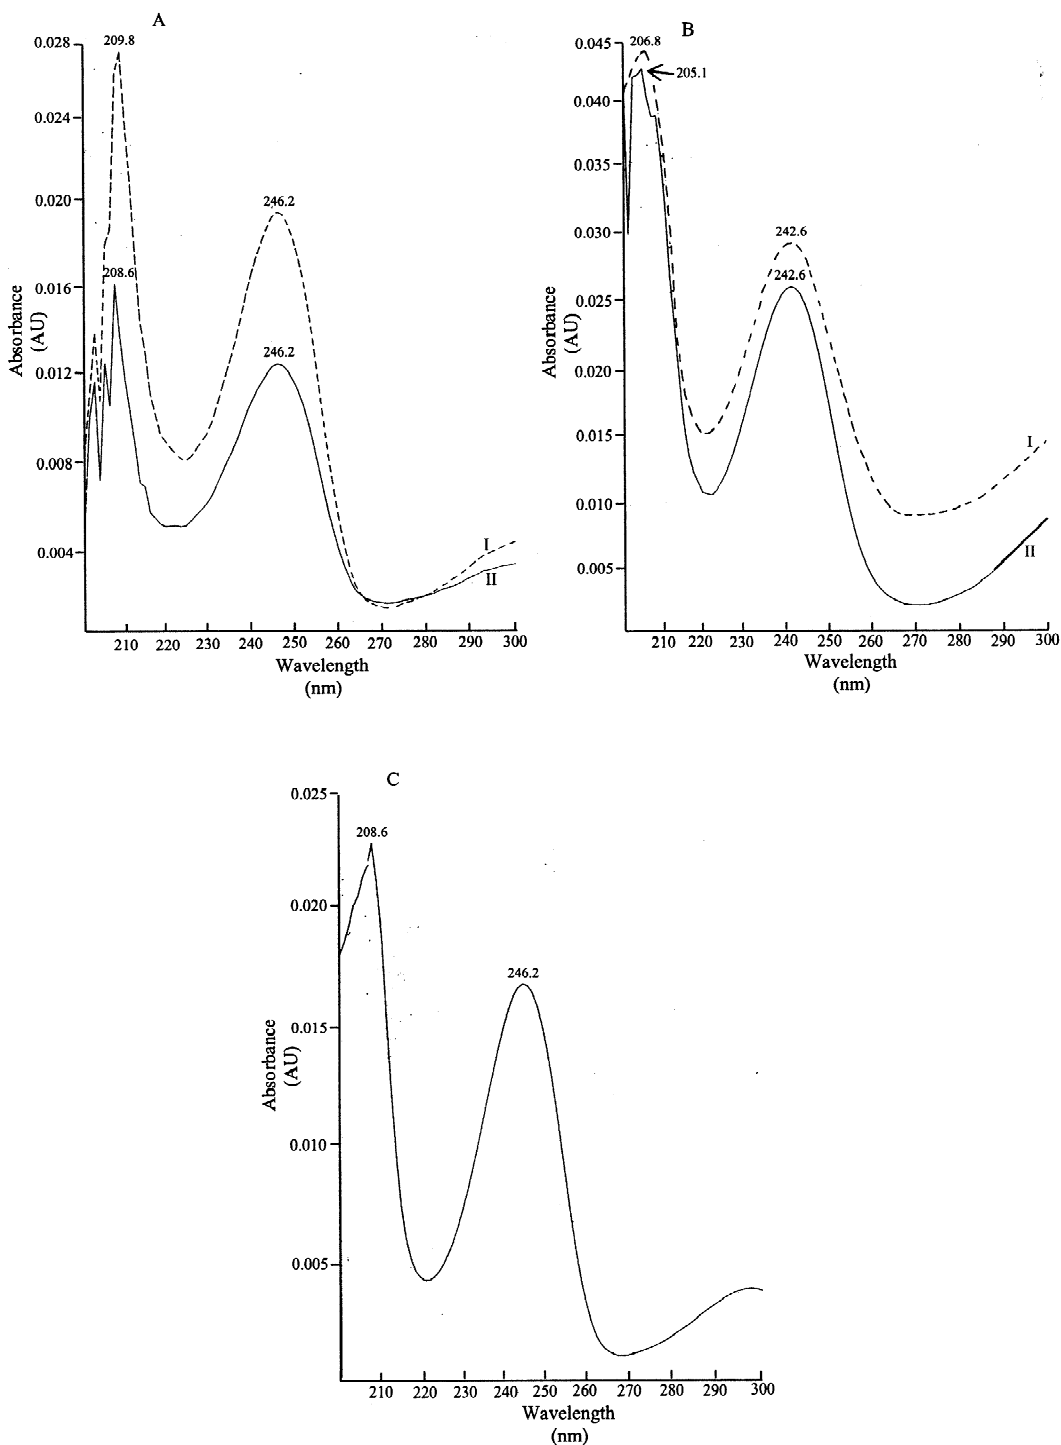 A
0.028
209.8
0.024
0.020
246.2
208.6
0.016
Absorbance
(AU)
0.012
246.2
0.008
0.004
I
II
210 220 230 240 250 260 270 280 290 300
Wavelength
(nm)
B
0.045
206.8
205.1
0.040
0.035
0.030
242.6
242.6
0.025
Absorbance
(AU)
0.020
0.015
I
0.010
II
0.005
210 220 230 240 250 260 270 280 290 300
Wavelength
(nm)
C
0.025
208.6
0.020
246.2
0.015
Absorbance
(AU)
0.010
0.005
210 220 230 240 250 260 270 280 290 300
Wavelength
(nm)